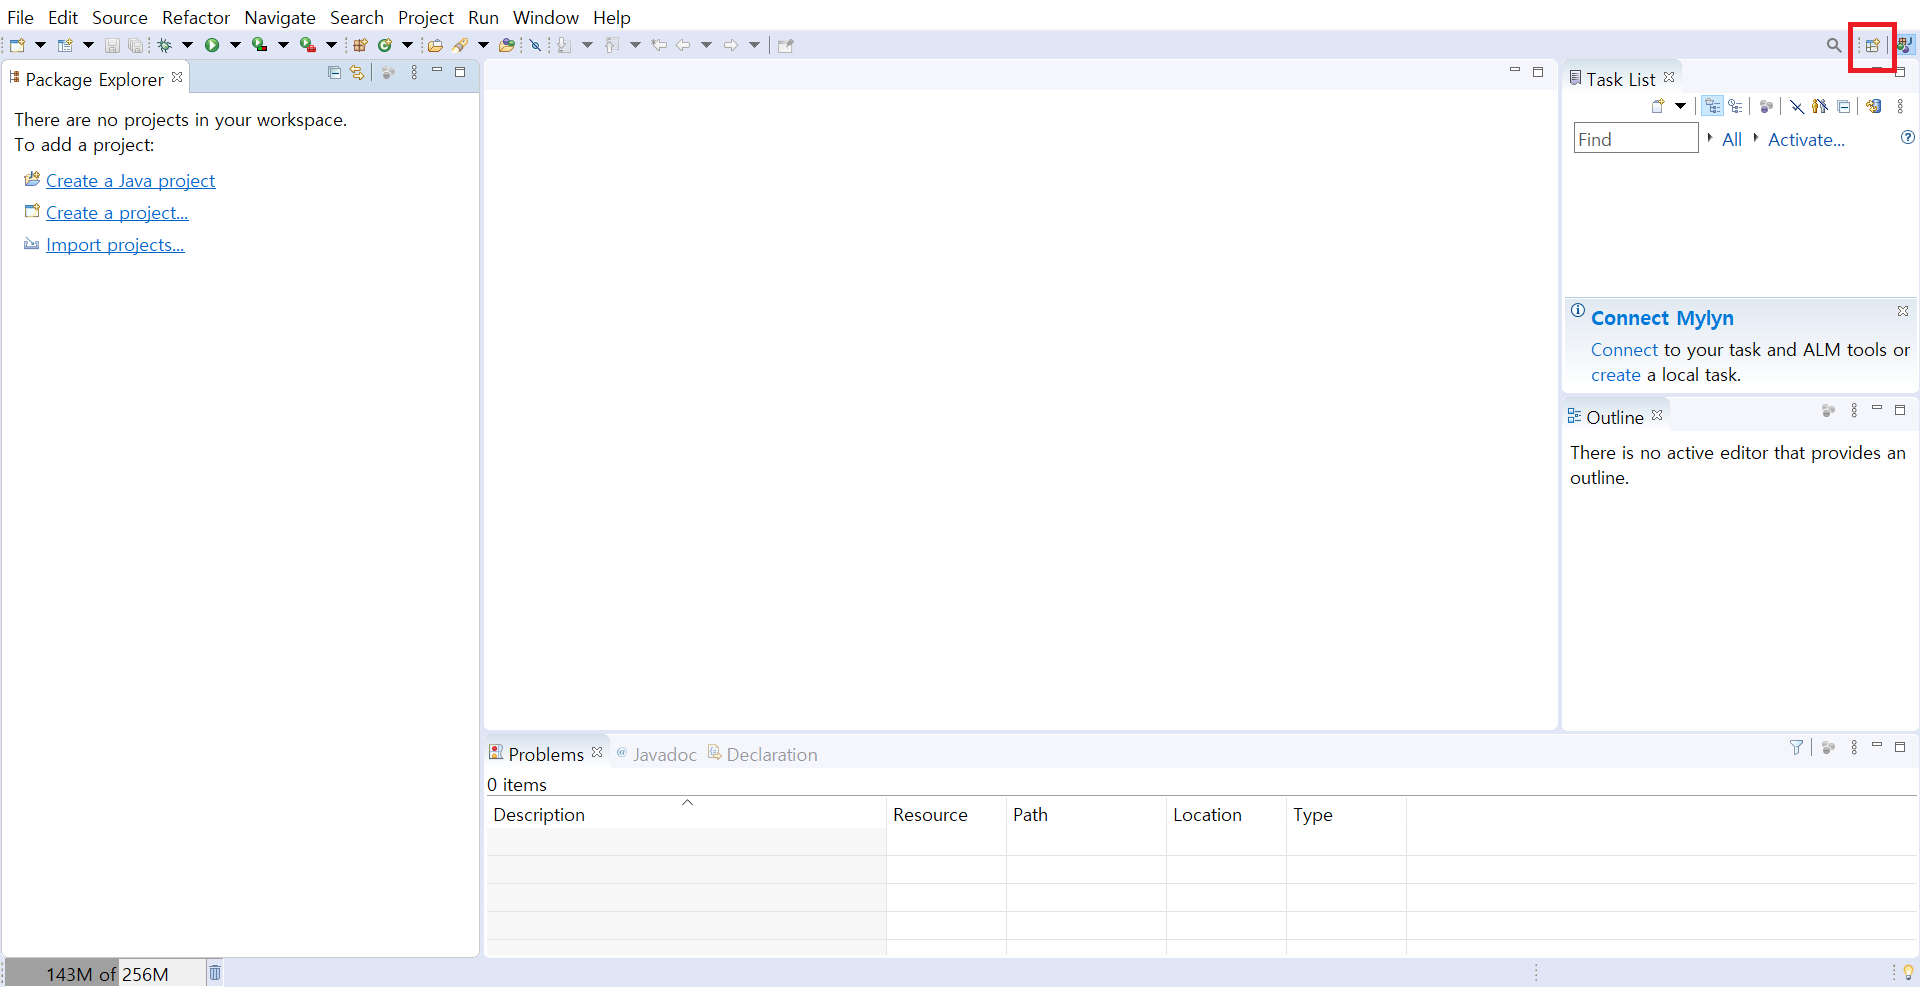 File Edit Source Refactor Navigate Search Project Run Window Help
Package Explorer
There are no projects in your workspace.
To add a project:
Create a Java project
Create a project...
Import projects...
Task List
Find
All
Activate...
Connect Mylyn
Connect to your task and ALM tools or
create a local task.
Outline
There is no active editor that provides an
outline.
Problems
@ Javadoc
Declaration
0 items
Description Resource Path Location Type
143M of 256M